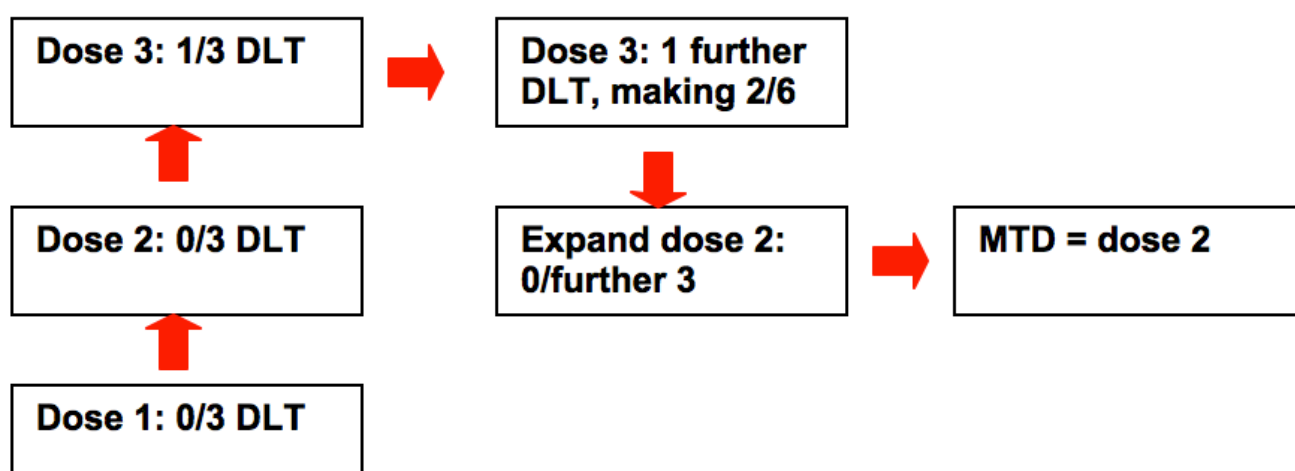 Dose 3: 1/3 DLT
Dose 3: 1 further
DLT, making 2/6
Dose 2: 0/3 DLT
Expand dose 2:
0/further 3
MTD = dose 2
Dose 1: 0/3 DLT